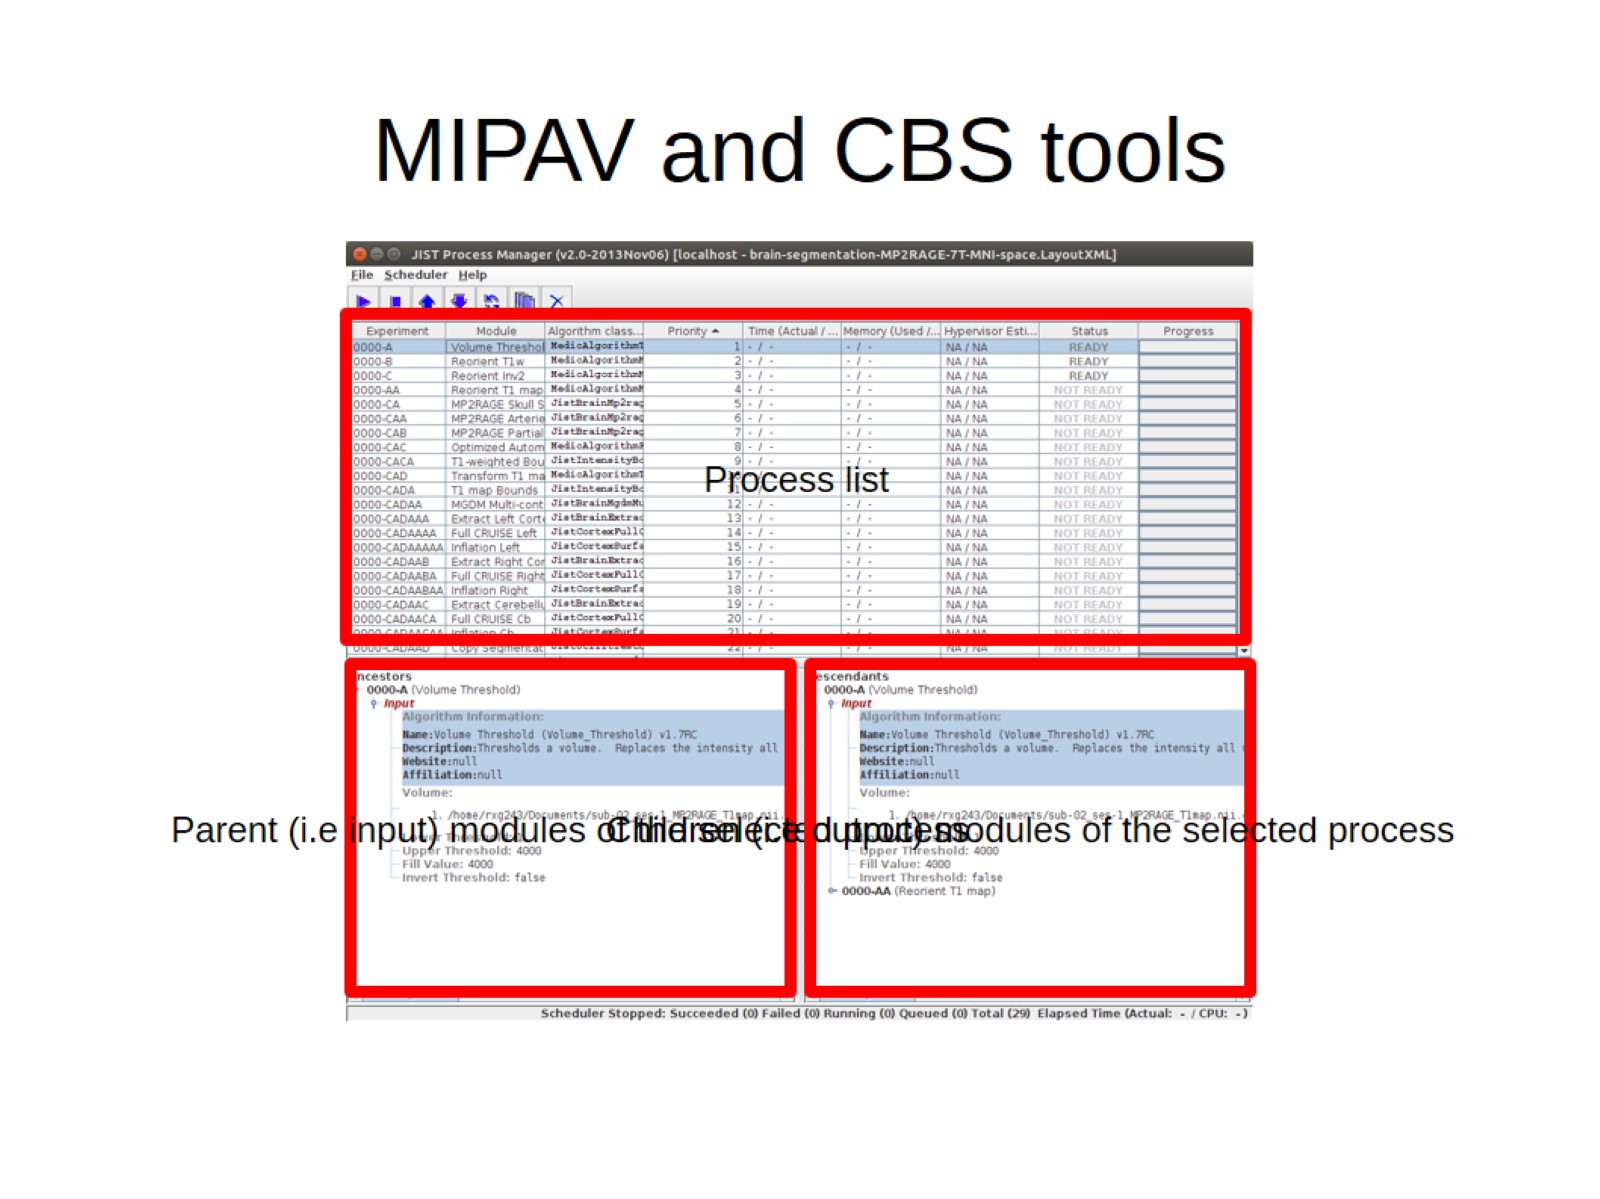 MIPAV and CBS tools
JIST Process Manager (v2.0-2013Nov06) [localhost - brain-segmentation-MP2RAGE-7T-MNI-space.LayoutXML]
File Scheduler Help
Experiment Module Algorithm class... Priority Time (Actual / ... Memory (Used /... Hypervisor Esti... Status Progress
0000-A Volume Threshol MedicAlgorithmT 1 - / - - / - NA / NA READY
0000-B Reorient T1w MedicAlgorithmM 2 - / - - / - NA / NA READY
0000-C Reorient Inv2 MedicAlgorithmM 3 - / - - / - NA / NA READY
0000-AA Reorient T1 map MedicAlgorithmM 4 - / - - / - NA / NA NOT READY
0000-CA MP2RAGE Skull S JistBrainMp2rag 5 - / - - / - NA / NA NOT READY
0000-CAA MP2RAGE Arterie JistBrainMp2rag 6 - / - - / - NA / NA NOT READY
0000-CAB MP2RAGE Partial JistBrainMp2rag 7 - / - - / - NA / NA NOT READY
0000-CAC Optimized Autom MedicAlgorithmR 8 - / - - / - NA / NA NOT READY
0000-CACA T1-weighted Bou JistIntensityBo 9 - / - - / - NA / NA NOT READY
0000-CAD Transform T1 ma MedicAlgorithmT - / - NA / NA NOT READY
Process list
0000-CADA T1 map Bounds JistIntensityBo 11 - / - - / - NA / NA NOT READY
0000-CADAA MGDM Multi-cont JistBrainMgdmMu 12 - / - - / - NA / NA NOT READY
0000-CADAAA Extract Left Corte JistBrainExtrac 13 - / - - / - NA / NA NOT READY
0000-CADAAAA Full CRUISE Left JistCortexFullC 14 - / - - / - NA / NA NOT READY
0000-CADAAAAA Inflation Left JistCortexSurfa 15 - / - - / - NA / NA NOT READY
0000-CADAAB Extract Right Cor JistBrainExtrac 16 - / - - / - NA / NA NOT READY
0000-CADAABA Full CRUISE Right JistCortexFullC 17 - / - - / - NA / NA NOT READY
0000-CADAABAA Inflation Right JistCortexSurfa 18 - / - - / - NA / NA NOT READY
0000-CADAAC Extract Cerebellu JistBrainExtrac 19 - / - - / - NA / NA NOT READY
0000-CADAACA Full CRUISE Cb JistCortexFullC 20 - / - - / - NA / NA NOT READY
0000-CADAACAA Inflation Cb JistCortexSurfa 21 - / - - / - NA / NA NOT READY
0000-CADAAD Copy Segmentat 22 - / - - / - NA / NA NOT READY
ncestors
0000-A (Volume Threshold)
Input
Algorithm Information:
Name:Volume Threshold (Volume_Threshold) v1.7RC
Description:Thresholds a volume. Replaces the intensity all
Website:null
Affiliation:null
Volume:
1. /home/rxg243/Documents/sub-02_ses-1_MP2RAGE_T1map.nii.
Parent (i.e input) modules of the selected process
Upper Threshold: 4000
Fill Value: 4000
Invert Threshold: false
escendants
0000-A (Volume Threshold)
Input
Algorithm Information:
Name:Volume Threshold (Volume_Threshold) v1.7RC
Description:Thresholds a volume. Replaces the intensity all
Website:null
Affiliation:null
Volume:
1. /home/rxg243/Documents/sub-02_ses-1_MP2RAGE_T1map.nii.
Children (i.e output) modules of the selected process
Upper Threshold: 4000
Fill Value: 4000
Invert Threshold: false
0000-AA (Reorient T1 map)
Scheduler Stopped: Succeeded (0) Failed (0) Running (0) Queued (0) Total (29) Elapsed Time (Actual: - / CPU: -)